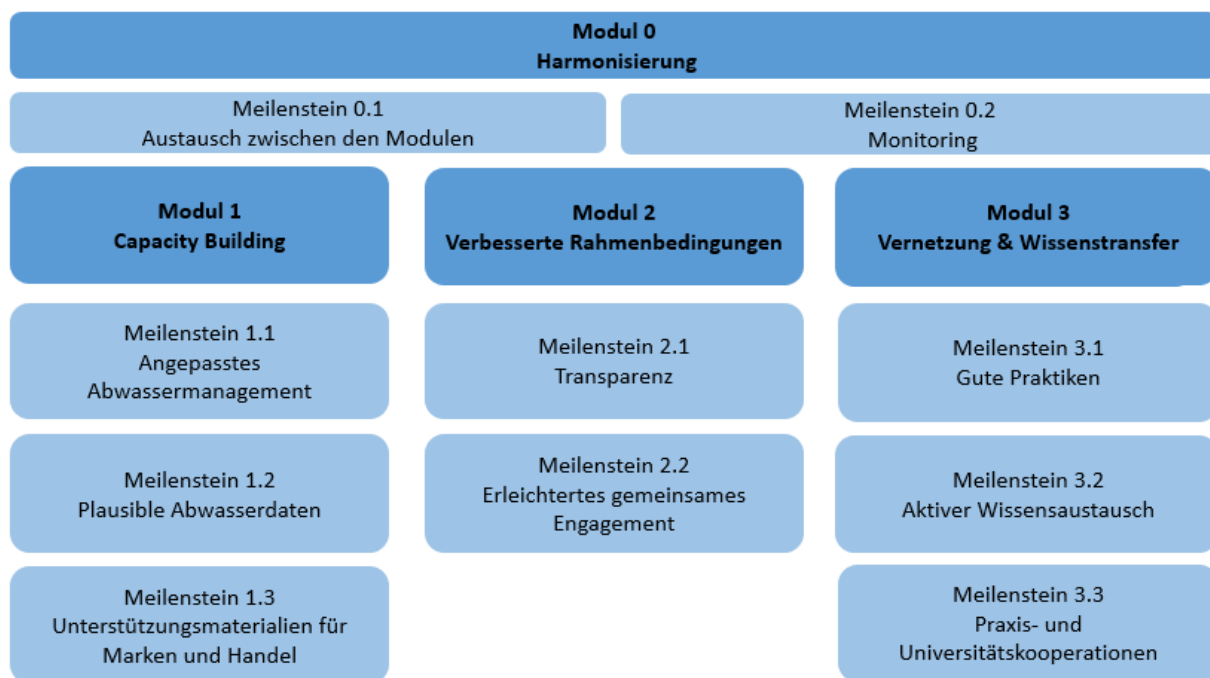 Modul 0
Harmonisierung
Meilenstein 0.1
Austausch zwischen den Modulen
Meilenstein 0.2
Monitoring
Modul 1
Capacity Building
Modul 2
Verbesserte Rahmenbedingungen
Modul 3
Vernetzung & Wissenstransfer
Meilenstein 1.1
Angepasstes
Abwassermanagement
Meilenstein 2.1
Transparenz
Meilenstein 3.1
Gute Praktiken
Meilenstein 1.2
Plausible Abwasserdaten
Meilenstein 2.2
Erleichtertes gemeinsames
Engagement
Meilenstein 3.2
Aktiver Wissensaustausch
Meilenstein 1.3
Unterstützungsmaterialien für
Marken und Handel
Meilenstein 3.3
Praxis- und
Universitätskooperationen